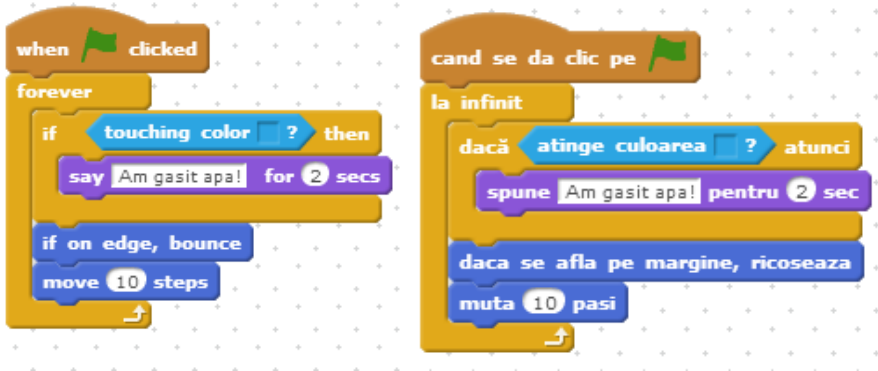 when clicked
forever
if touching color ? then
say Am gasit apa! for 2 secs
if on edge, bounce
move 10 steps
cand se da clic pe
la infinit
dacă atinge culoarea ? atunci
spune Am gasit apa! pentru 2 sec
daca se afla pe margine, ricoseaza
muta 10 pasi